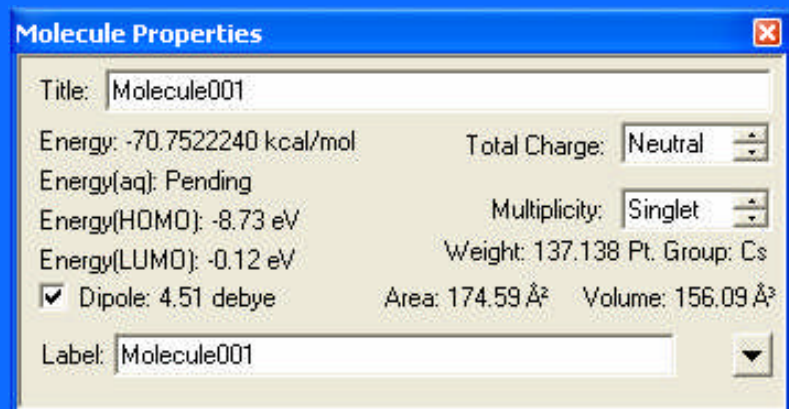 Molecule Properties
Title: Molecule001
Energy: -70.7522240 kcal/mol Total Charge: Neutral
Energy(aq): Pending
Energy(HOMO): -8.73 eV Multiplicity: Singlet
Energy(LUMO): -0.12 eV Weight: 137.138 Pt. Group: Cs
Dipole: 4.51 debye Area: 174.59 Å² Volume: 156.09 Å³
Label: Molecule001